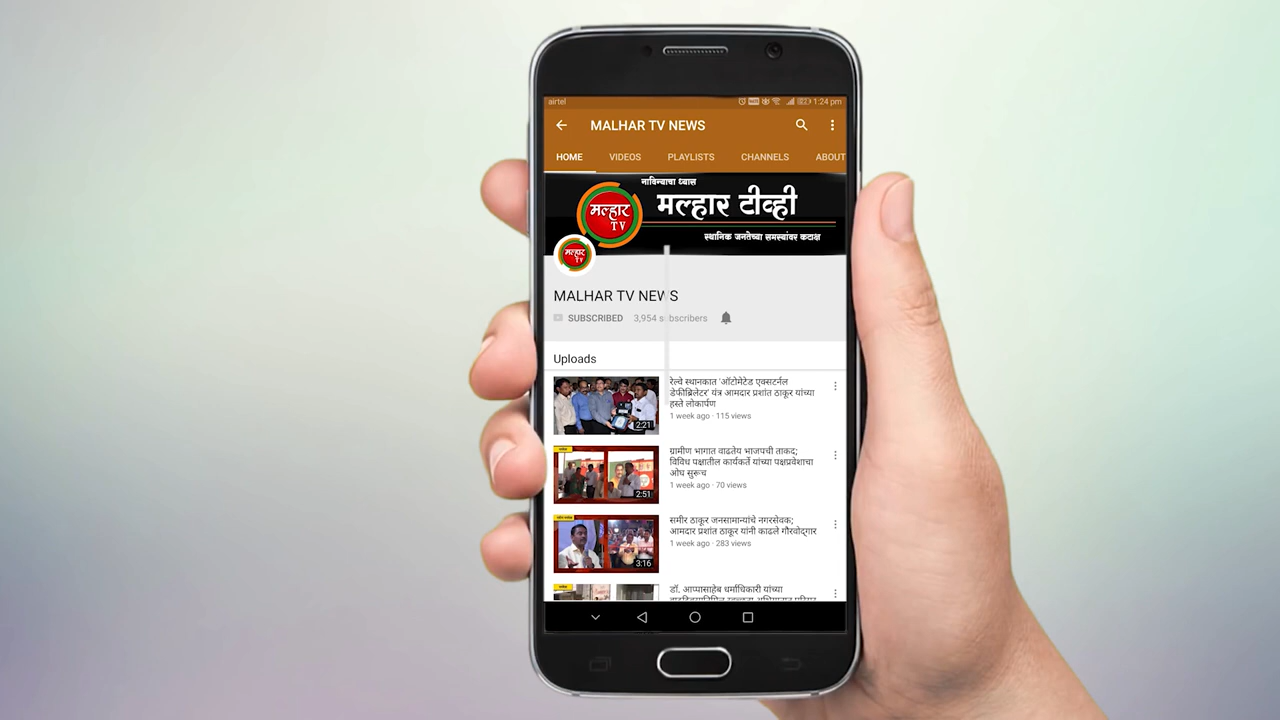 airtel
1:24 pm
MALHAR TV NEWS
HOME VIDEOS PLAYLISTS CHANNELS ABOUT
नाविन्याचा ध्यास
मल्हार TV
मल्हार टीव्ही
स्थानिक जनतेच्या समस्यांवर कटाक्ष
मल्हार TV
MALHAR TV NEWS
SUBSCRIBED 3,954 subscribers
Uploads
रेल्वे स्थानकात 'ऑटोमेटेड एक्सटर्नल
डेफीब्रिलेटर' यंत्र आमदार प्रशांत ठाकूर यांच्या
हस्ते लोकार्पण
1 week ago · 115 views
2:21
ग्रामीण भागात वाढतेय भाजपची ताकद;
विविध पक्षातील कार्यकर्ते यांच्या पक्षप्रवेशाचा
ओघ सुरूच
1 week ago · 70 views
2:51
समीर ठाकूर जनसामान्यांचे नगरसेवक;
आमदार प्रशांत ठाकूर यांनी काढले गौरवोद्गार
1 week ago · 283 views
3:16
डॉ. आप्पासाहेब धर्माधिकारी यांच्या